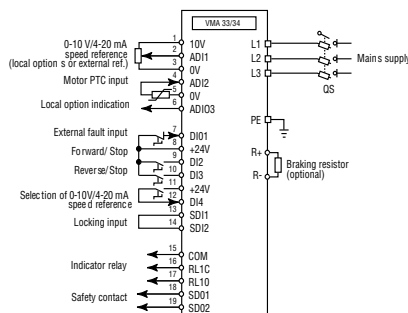 VMA 33/34
0-10 V/4-20 mA
speed reference
(local option s or external ref.)
Motor PTC input
Local option indication
External fault input
Forward/ Stop
Reverse/ Stop
Selection of 0-10V/4-20 mA
speed reference
Locking input
Indicator relay
Safety contact
1 10V
2 ADI1
3 0V
4 ADI2
5 0V
6 ADIO3
7 DIO1
8 +24V
9 DI2
10 DI3
11 +24V
12 DI4
13 SDI1
14 SDI2
15 COM
16 RL1C
17 RL10
18 SD01
19 SD02
L1
L2
L3
QS
Mains supply
PE
R+
R-
Braking resistor
(optional)